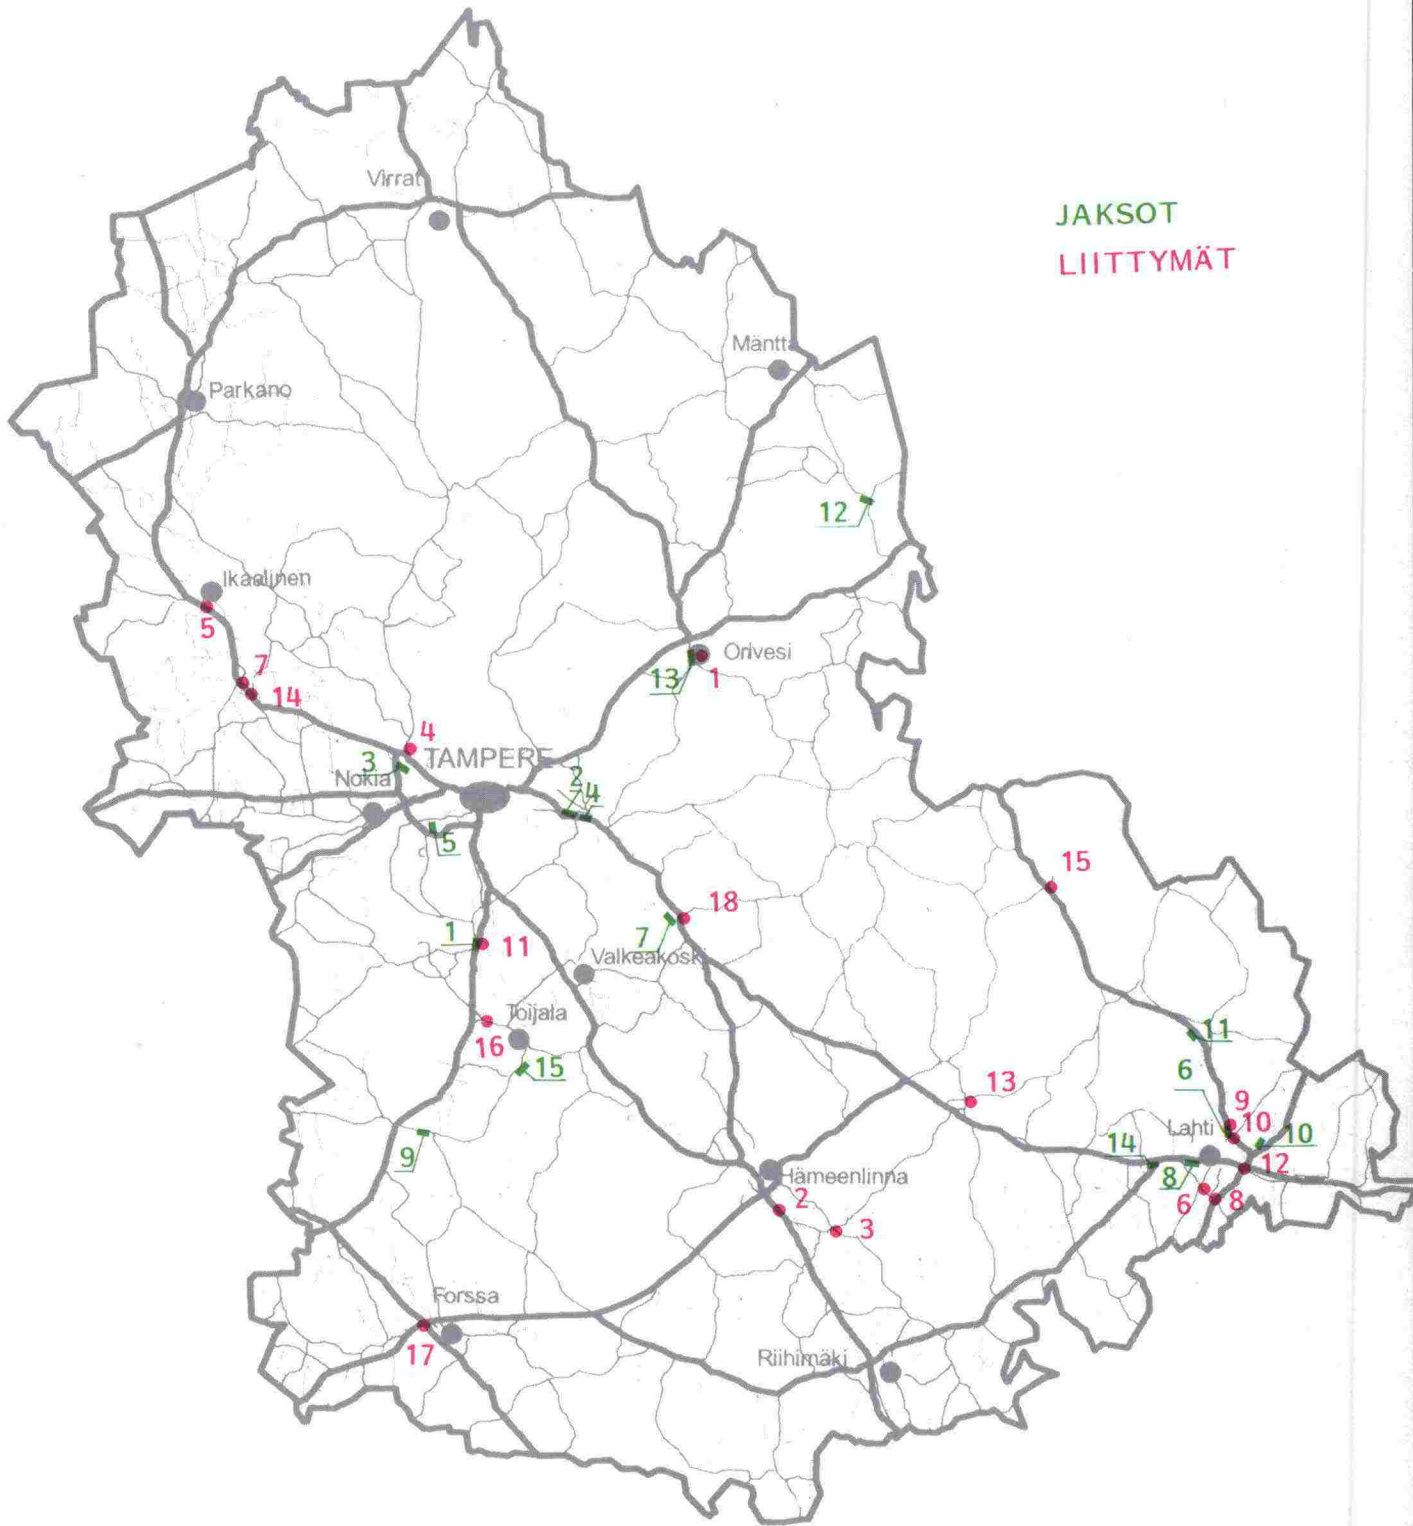 Virrat
JAKSOT
LIITTYMÄT
Mäntta
Parkano
12
Ikaalinen
5
7
14
Orivesi
13
1
4
TAMPERE
3
Nokia
2
4
5
15
18
7
1
11
Valkeakoski
Toijala
16
15
11
6
13
9
10
Lahti
10
9
14
8
12
Hämeenlinna
2
6
8
3
Forssa
17
Riihimäki